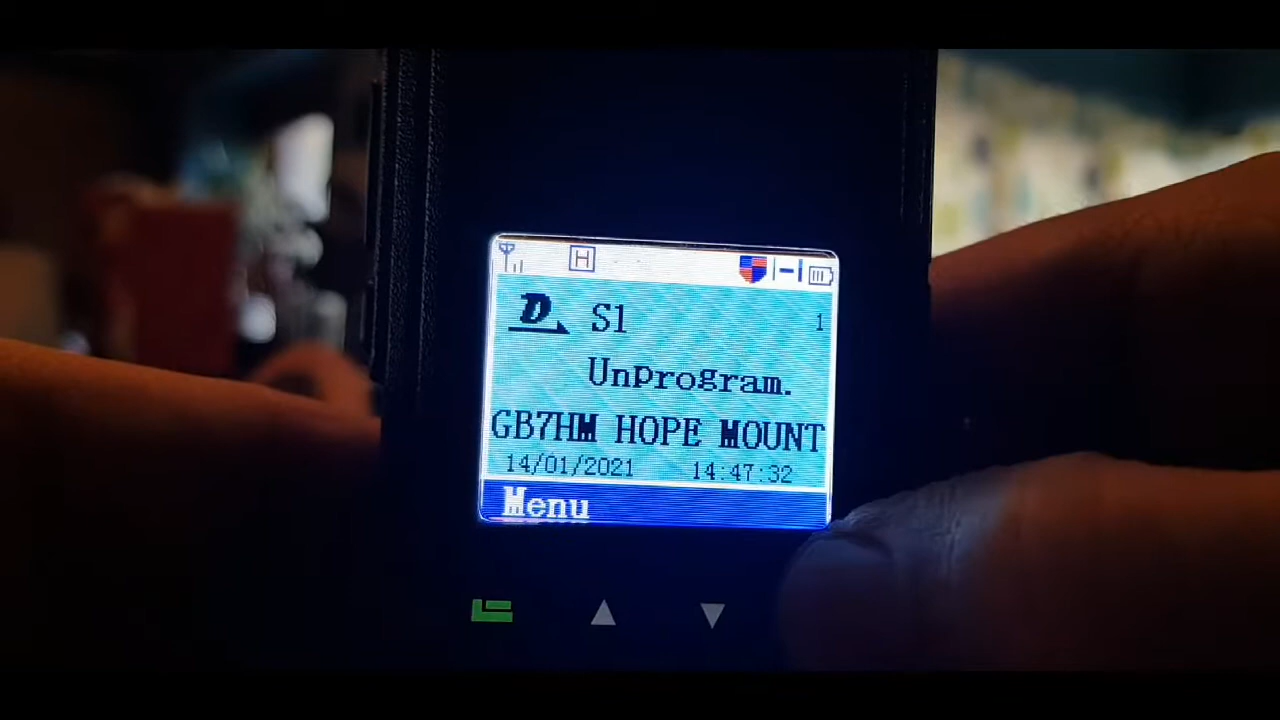 H
D S1 1
Unprogram.
GB7HM HOPE MOUNT
14/01/2021 14:47:32
Menu